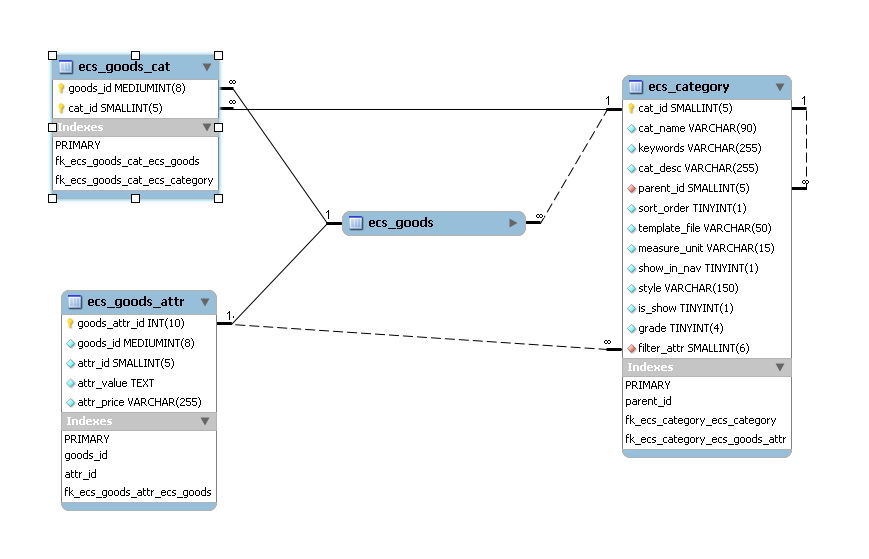 ecs_goods_cat
goods_id MEDIUMINT(8)
cat_id SMALLINT(5)
Indexes
PRIMARY
fk_ecs_goods_cat_ecs_goods
fk_ecs_goods_cat_ecs_category
∞
∞
1
1
∞
ecs_goods
ecs_category
cat_id SMALLINT(5)
cat_name VARCHAR(90)
keywords VARCHAR(255)
cat_desc VARCHAR(255)
parent_id SMALLINT(5)
sort_order TINYINT(1)
template_file VARCHAR(50)
measure_unit VARCHAR(15)
show_in_nav TINYINT(1)
style VARCHAR(150)
is_show TINYINT(1)
grade TINYINT(4)
filter_attr SMALLINT(6)
Indexes
PRIMARY
parent_id
fk_ecs_category_ecs_category
fk_ecs_category_ecs_goods_attr
1
∞
ecs_goods_attr
goods_attr_id INT(10)
goods_id MEDIUMINT(8)
attr_id SMALLINT(5)
attr_value TEXT
attr_price VARCHAR(255)
Indexes
PRIMARY
goods_id
attr_id
fk_ecs_goods_attr_ecs_goods
1
∞